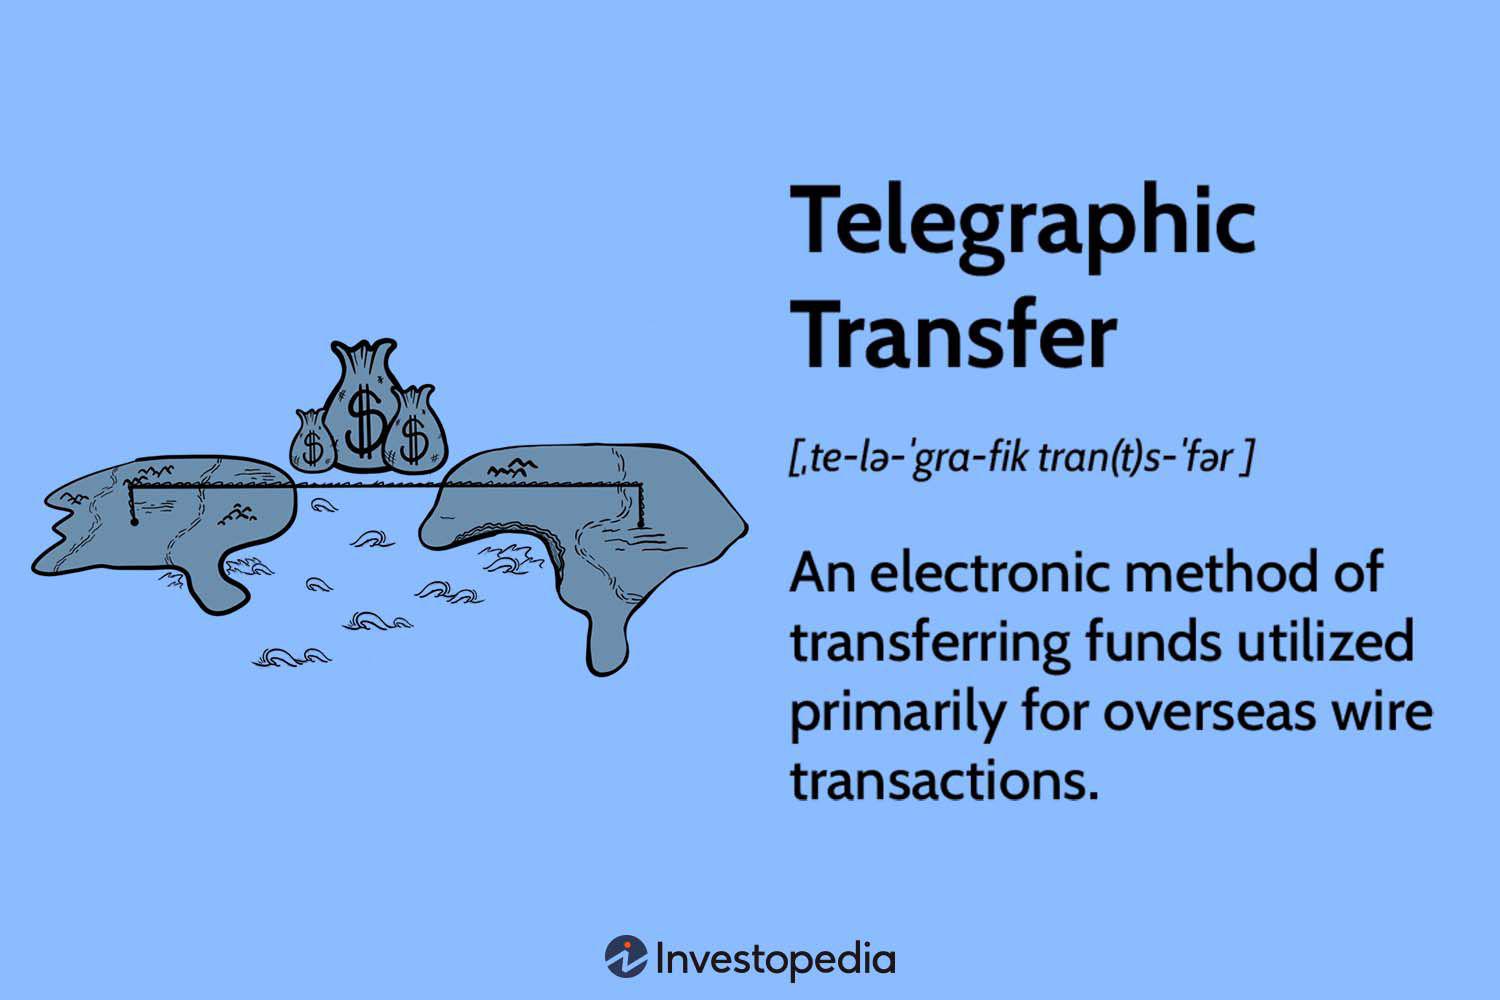 Telegraphic
Transfer
[ˌte-lə-ˈgra-fik tran(t)s-ˈfər ]
An electronic method of
transferring funds utilized
primarily for overseas wire
transactions.
$ $ $
Investopedia